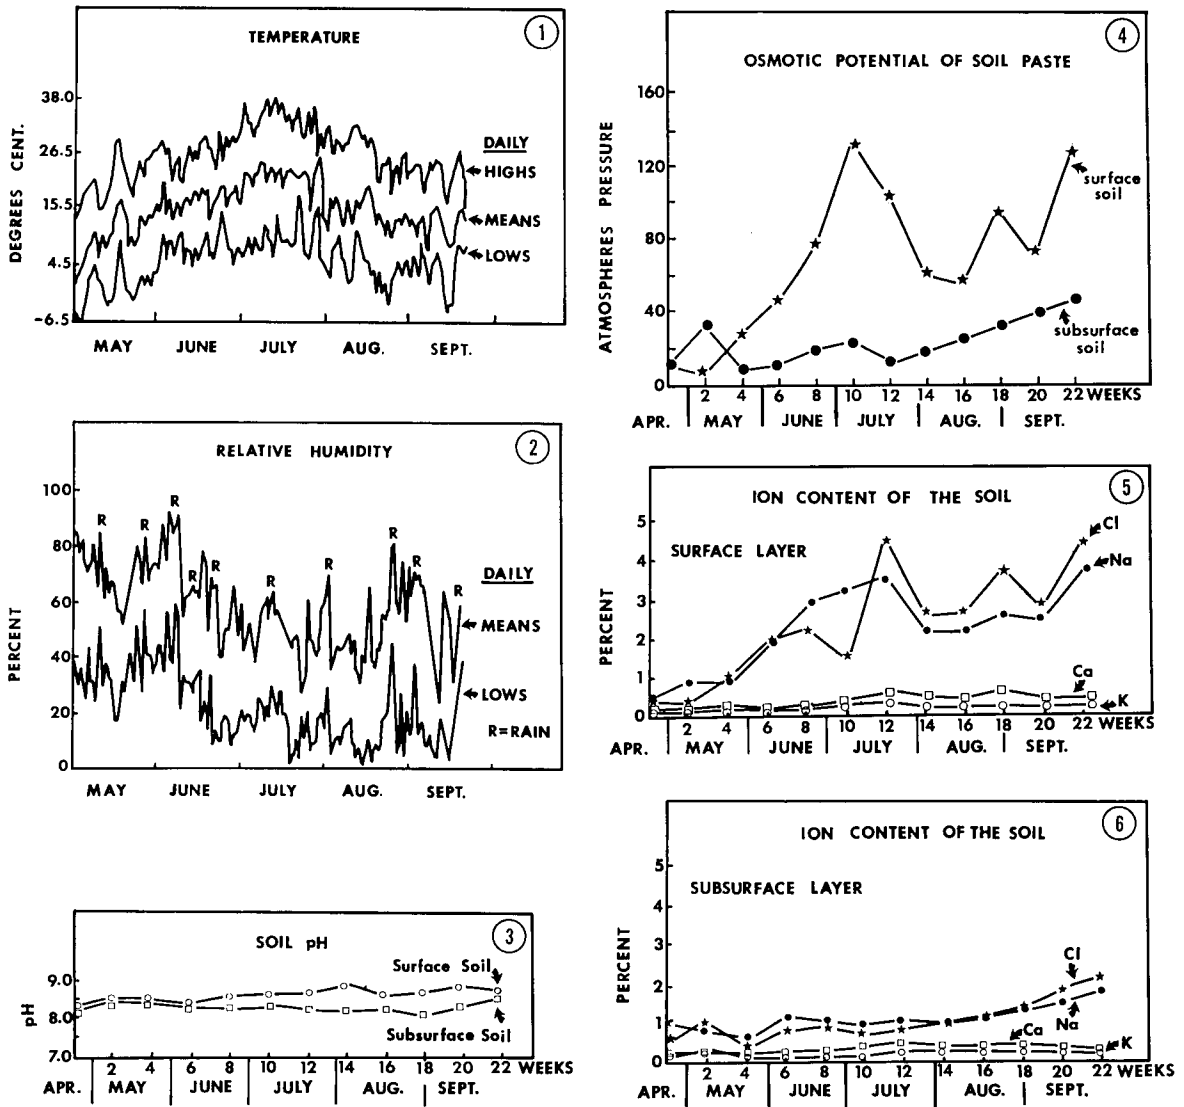 1
TEMPERATURE
DEGREES CENT.
38.0
26.5
15.5
4.5
-6.5
DAILY
HIGHS
MEANS
LOWS
MAY JUNE JULY AUG. SEPT.
2
RELATIVE HUMIDITY
PERCENT
100
80
60
40
20
0
R R R R R R R R R R
DAILY
MEANS
LOWS
R=RAIN
MAY JUNE JULY AUG. SEPT.
3
SOIL pH
pH
9.0
8.0
7.0
Surface Soil
Subsurface Soil
2 4 6 8 10 12 14 16 18 20 22 WEEKS
APR. MAY JUNE JULY AUG. SEPT.
4
OSMOTIC POTENTIAL OF SOIL PASTE
ATMOSPHERES PRESSURE
160
120
80
40
0
surface
soil
subsurface
soil
2 4 6 8 10 12 14 16 18 20 22 WEEKS
APR. MAY JUNE JULY AUG. SEPT.
5
ION CONTENT OF THE SOIL
SURFACE LAYER
PERCENT
5
4
3
2
1
0
Cl
Na
Ca
K
2 4 6 8 10 12 14 16 18 20 22 WEEKS
APR. MAY JUNE JULY AUG. SEPT.
6
ION CONTENT OF THE SOIL
SUBSURFACE LAYER
PERCENT
5
4
3
2
1
0
Cl
Na
Ca
K
2 4 6 8 10 12 14 16 18 20 22 WEEKS
APR. MAY JUNE JULY AUG. SEPT.